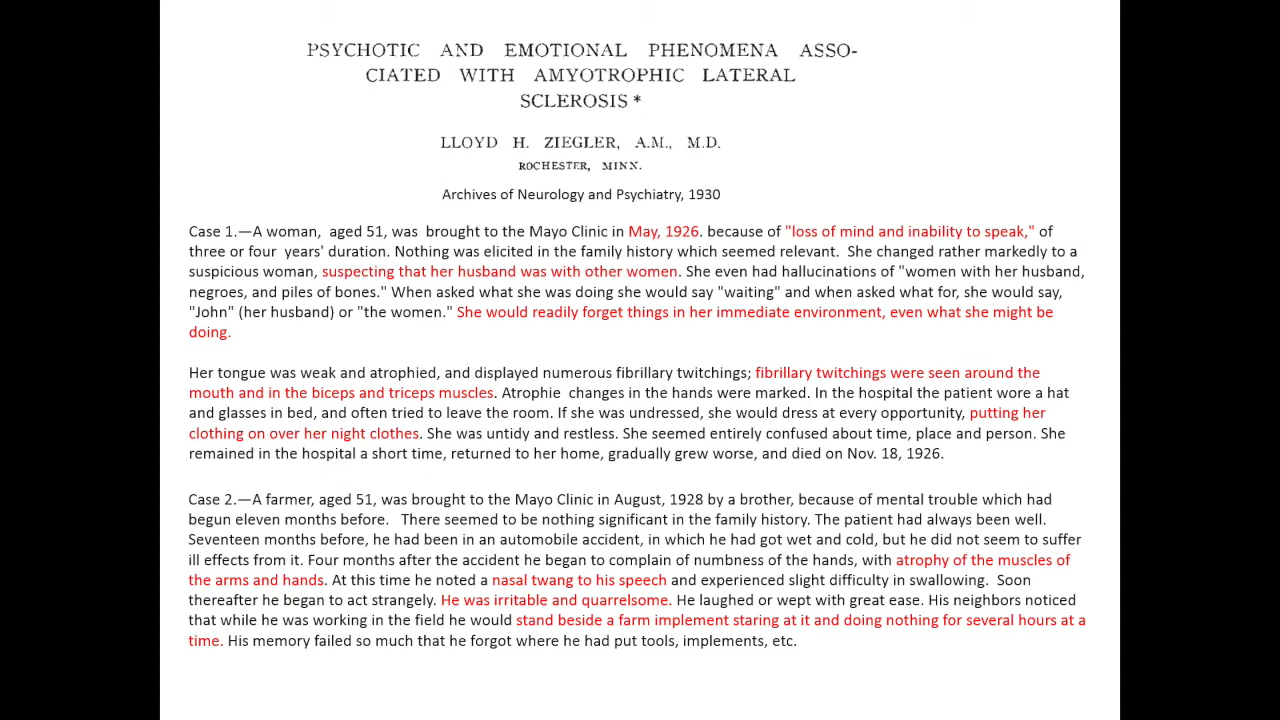 PSYCHOTIC AND EMOTIONAL PHENOMENA ASSO-
CIATED WITH AMYOTROPHIC LATERAL
SCLEROSIS *
LLOYD H. ZIEGLER, A.M., M.D.
ROCHESTER, MINN.
Archives of Neurology and Psychiatry, 1930
Case 1.—A woman, aged 51, was brought to the Mayo Clinic in May, 1926. because of "loss of mind and inability to speak," of
three or four years' duration. Nothing was elicited in the family history which seemed relevant. She changed rather markedly to a
suspicious woman, suspecting that her husband was with other women. She even had hallucinations of "women with her husband,
negroes, and piles of bones." When asked what she was doing she would say "waiting" and when asked what for, she would say,
"John" (her husband) or "the women." She would readily forget things in her immediate environment, even what she might be
doing.
Her tongue was weak and atrophied, and displayed numerous fibrillary twitchings; fibrillary twitchings were seen around the
mouth and in the biceps and triceps muscles. Atrophie changes in the hands were marked. In the hospital the patient wore a hat
and glasses in bed, and often tried to leave the room. If she was undressed, she would dress at every opportunity, putting her
clothing on over her night clothes. She was untidy and restless. She seemed entirely confused about time, place and person. She
remained in the hospital a short time, returned to her home, gradually grew worse, and died on Nov. 18, 1926.
Case 2.—A farmer, aged 51, was brought to the Mayo Clinic in August, 1928 by a brother, because of mental trouble which had
begun eleven months before. There seemed to be nothing significant in the family history. The patient had always been well.
Seventeen months before, he had been in an automobile accident, in which he had got wet and cold, but he did not seem to suffer
ill effects from it. Four months after the accident he began to complain of numbness of the hands, with atrophy of the muscles of
the arms and hands. At this time he noted a nasal twang to his speech and experienced slight difficulty in swallowing. Soon
thereafter he began to act strangely. He was irritable and quarrelsome. He laughed or wept with great ease. His neighbors noticed
that while he was working in the field he would stand beside a farm implement staring at it and doing nothing for several hours at a
time. His memory failed so much that he forgot where he had put tools, implements, etc.